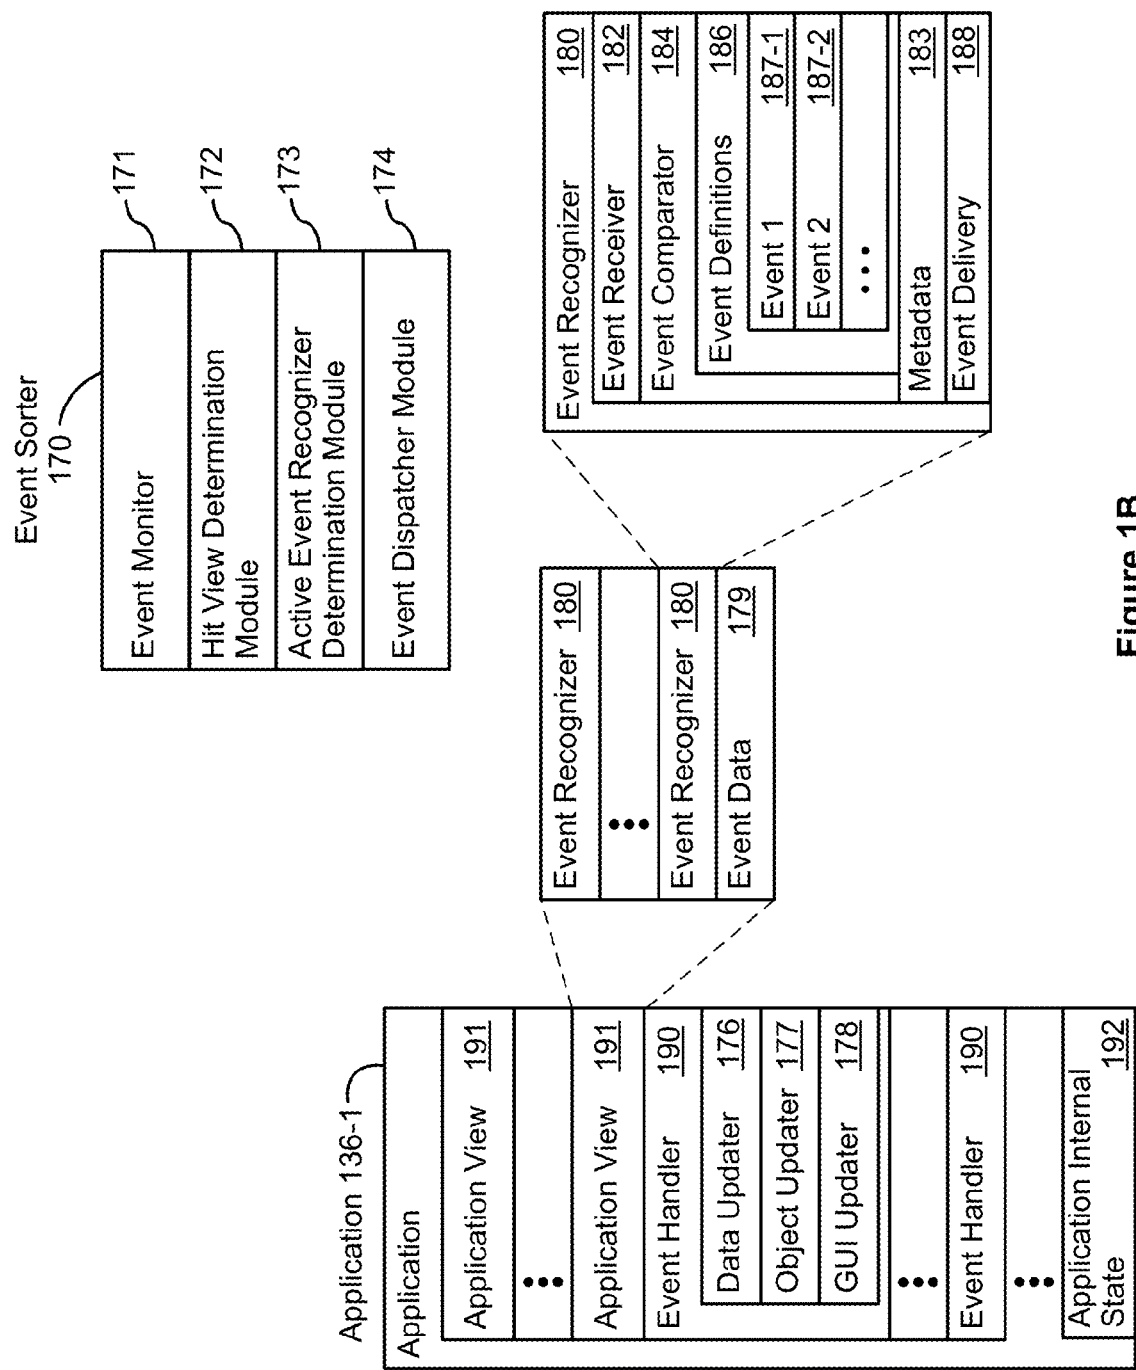 Event Sorter
170
Event Monitor
171
Hit View Determination
Module
172
Active Event Recognizer
Determination Module
173
Event Dispatcher Module
174
Application 136-1
Application
Application View 191
Application View 191
Event Handler 190
Data Updater 176
Object Updater 177
GUI Updater 178
Event Handler 190
Application Internal
State 192
Event Recognizer 180
Event Recognizer 180
Event Data 179
Event Recognizer 180
Event Receiver 182
Event Comparator 184
Event Definitions 186
Event 1 187-1
Event 2 187-2
Metadata 183
Event Delivery 188
Figure 1B